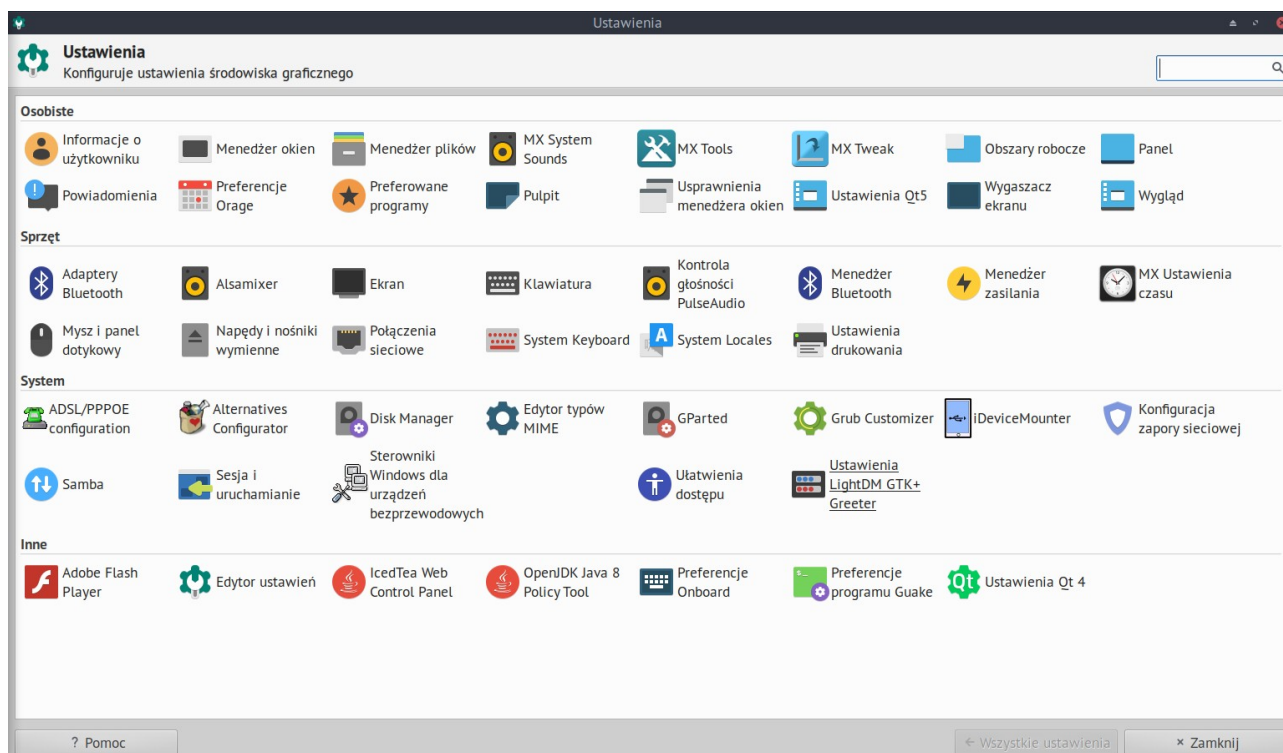 Ustawienia
Ustawienia
Konfiguruje ustawienia środowiska graficznego
Osobiste
Informacje o
użytkowniku
Menedżer okien
Menedżer plików
MX System
Sounds
MX Tools
MX Tweak
Obszary robocze
Panel
Powiadomienia
Preferencje
Orage
Preferowane
programy
Pulpit
Usprawnienia
menedżera okien
Ustawienia Qt5
Wygaszacz
ekranu
Wygląd
Sprzęt
Adaptery
Bluetooth
Alsamixer
Ekran
Klawiatura
Kontrola
głośności
PulseAudio
Menedżer
Bluetooth
Menedżer
zasilania
MX Ustawienia
czasu
Mysz i panel
dotykowy
Napędy i nośniki
wymienne
Połączenia
sieciowe
System Keyboard
A
System Locales
Ustawienia
drukowania
System
ADSL/PPPOE
configuration
Alternatives
Configurator
Disk Manager
Edytor typów
MIME
GParted
Grub Customizer
iDeviceMounter
Konfiguracja
zapory sieciowej
Samba
Sesja i
uruchamianie
Sterowniki
Windows dla
urządzeń
bezprzewodowych
Ułatwienia
dostępu
Ustawienia
LightDM GTK+
Greeter
Inne
Adobe Flash
Player
Edytor ustawień
IcedTea Web
Control Panel
OpenJDK Java 8
Policy Tool
Preferencje
Onboard
Preferencje
programu Guake
Qt
Ustawienia Qt 4
? Pomoc
← Wszystkie ustawienia
× Zamknij